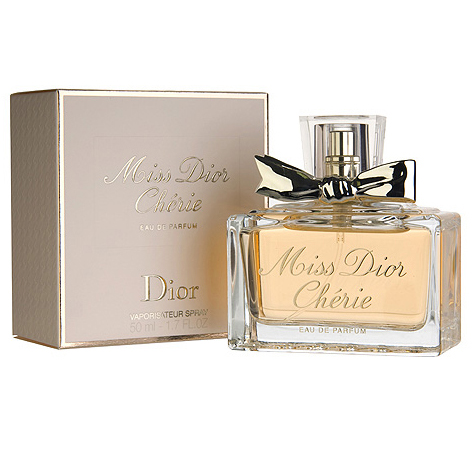 Miss Dior
Chérie
EAU DE PARFUM
Dior
VAPORISATEUR SPRAY
50 ml - 1.7 FL.OZ
Miss Dior
Chérie
EAU DE PARFUM